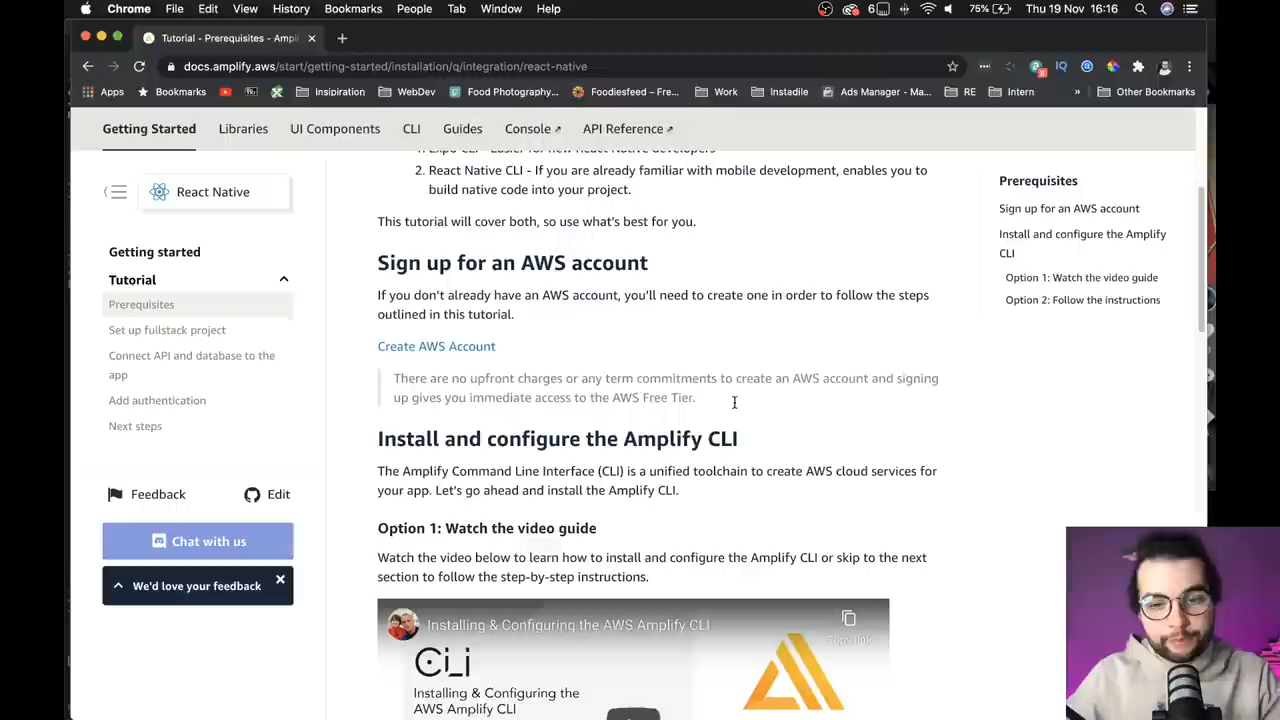 Chrome File Edit View History Bookmarks People Tab Window Help 6 75% Thu 19 Nov 16:16
Tutorial - Prerequisites - Ampli
docs.amplify.aws/start/getting-started/installation/q/integration/react-native
Apps Bookmarks Insipiration WebDev Food Photography... Foodiesfeed – Fre... Work Instadile Ads Manager - Ma... RE Intern » Other Bookmarks
Getting Started Libraries UI Components CLI Guides Console API Reference
React Native
Getting started
Tutorial
Prerequisites
Set up fullstack project
Connect API and database to the
app
Add authentication
Next steps
Feedback Edit
Chat with us
We'd love your feedback
1. Expo CLI - Easier for new React Native developers
2. React Native CLI - If you are already familiar with mobile development, enables you to
build native code into your project.
This tutorial will cover both, so use what's best for you.
Sign up for an AWS account
If you don't already have an AWS account, you'll need to create one in order to follow the steps
outlined in this tutorial.
Create AWS Account
There are no upfront charges or any term commitments to create an AWS account and signing
up gives you immediate access to the AWS Free Tier.
Install and configure the Amplify CLI
The Amplify Command Line Interface (CLI) is a unified toolchain to create AWS cloud services for
your app. Let's go ahead and install the Amplify CLI.
Option 1: Watch the video guide
Watch the video below to learn how to install and configure the Amplify CLI or skip to the next
section to follow the step-by-step instructions.
Installing & Configuring the AWS Amplify CLI
Copy link
CLI
Installing & Configuring the
AWS Amplify CLI
Prerequisites
Sign up for an AWS account
Install and configure the Amplify
CLI
Option 1: Watch the video guide
Option 2: Follow the instructions